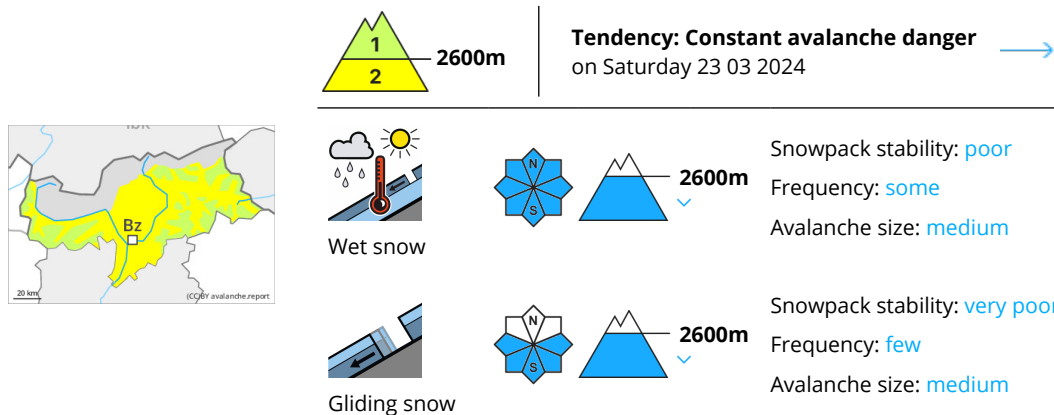 1
2
2600m
Tendency: Constant avalanche danger
on Saturday 23 03 2024
Bz
20 km
(CC) BY avalanche.report
Wet snow
N
S
2600m
Snowpack stability: poor
Frequency: some
Avalanche size: medium
Gliding snow
N
S
2600m
Snowpack stability: very poor
Frequency: few
Avalanche size: medium